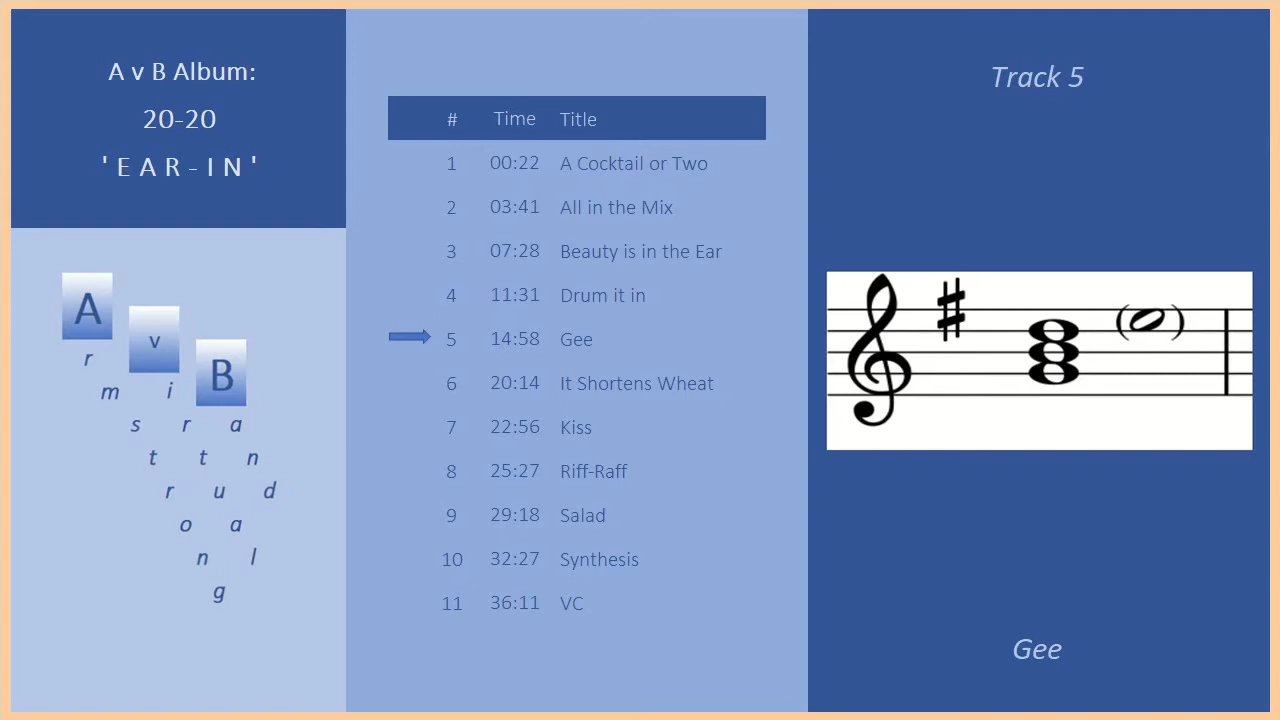 A v B Album:
20-20
' E A R - I N '
A
v
B
r
m i
s r a
t t n
r u d
o a
n l
g
# Time Title
1 00:22 A Cocktail or Two
2 03:41 All in the Mix
3 07:28 Beauty is in the Ear
4 11:31 Drum it in
5 14:58 Gee
6 20:14 It Shortens Wheat
7 22:56 Kiss
8 25:27 Riff-Raff
9 29:18 Salad
10 32:27 Synthesis
11 36:11 VC
Track 5
Gee